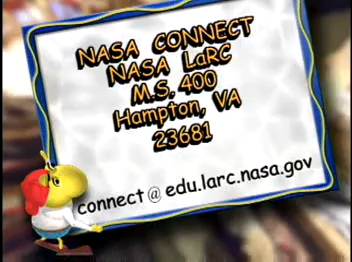 NASA CONNECT
NASA LaRC
M.S. 400
Hampton, VA
23681
connect@edu.larc.nasa.gov